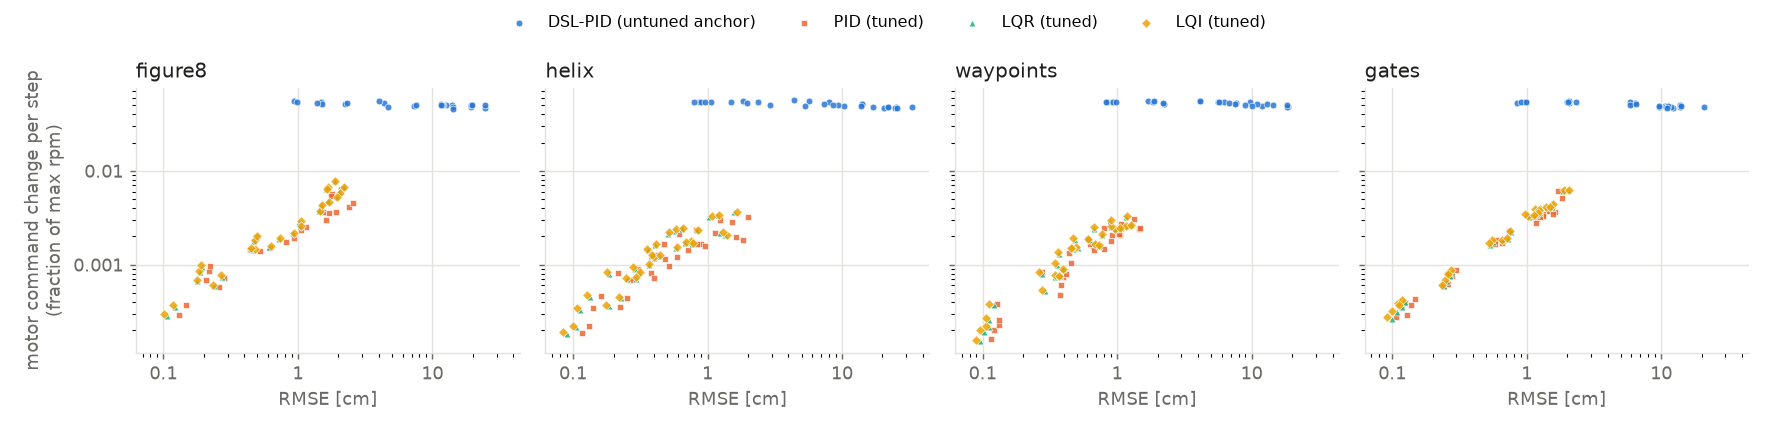 DSL-PID (untuned anchor) PID (tuned) LQR (tuned) LQI (tuned)
figure8 helix waypoints gates
motor command change per step
(fraction of max rpm)
0.01
0.001
0.1 1 10 0.1 1 10 0.1 1 10 0.1 1 10
RMSE [cm] RMSE [cm] RMSE [cm] RMSE [cm]